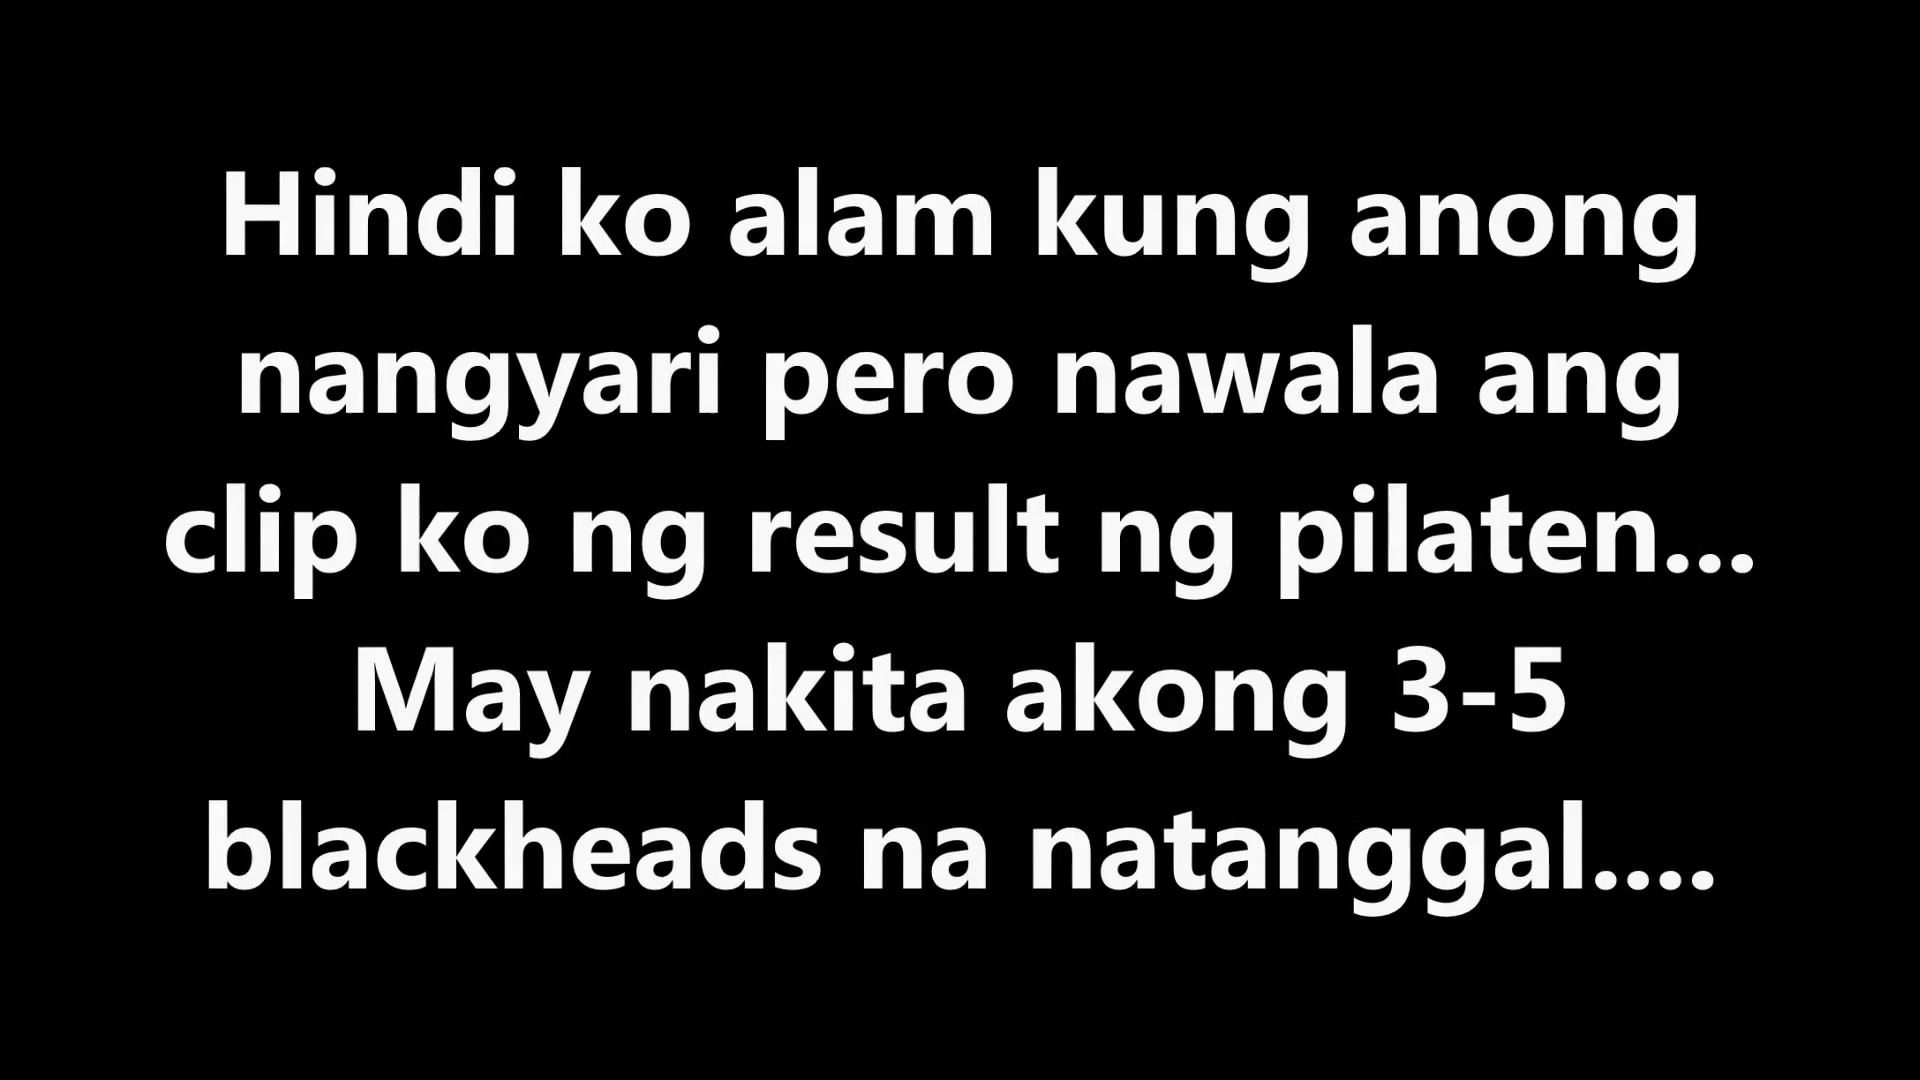 Hindi ko alam kung anong
nangyari pero nawala ang
clip ko ng result ng pilaten...
May nakita akong 3-5
blackheads na natanggal....